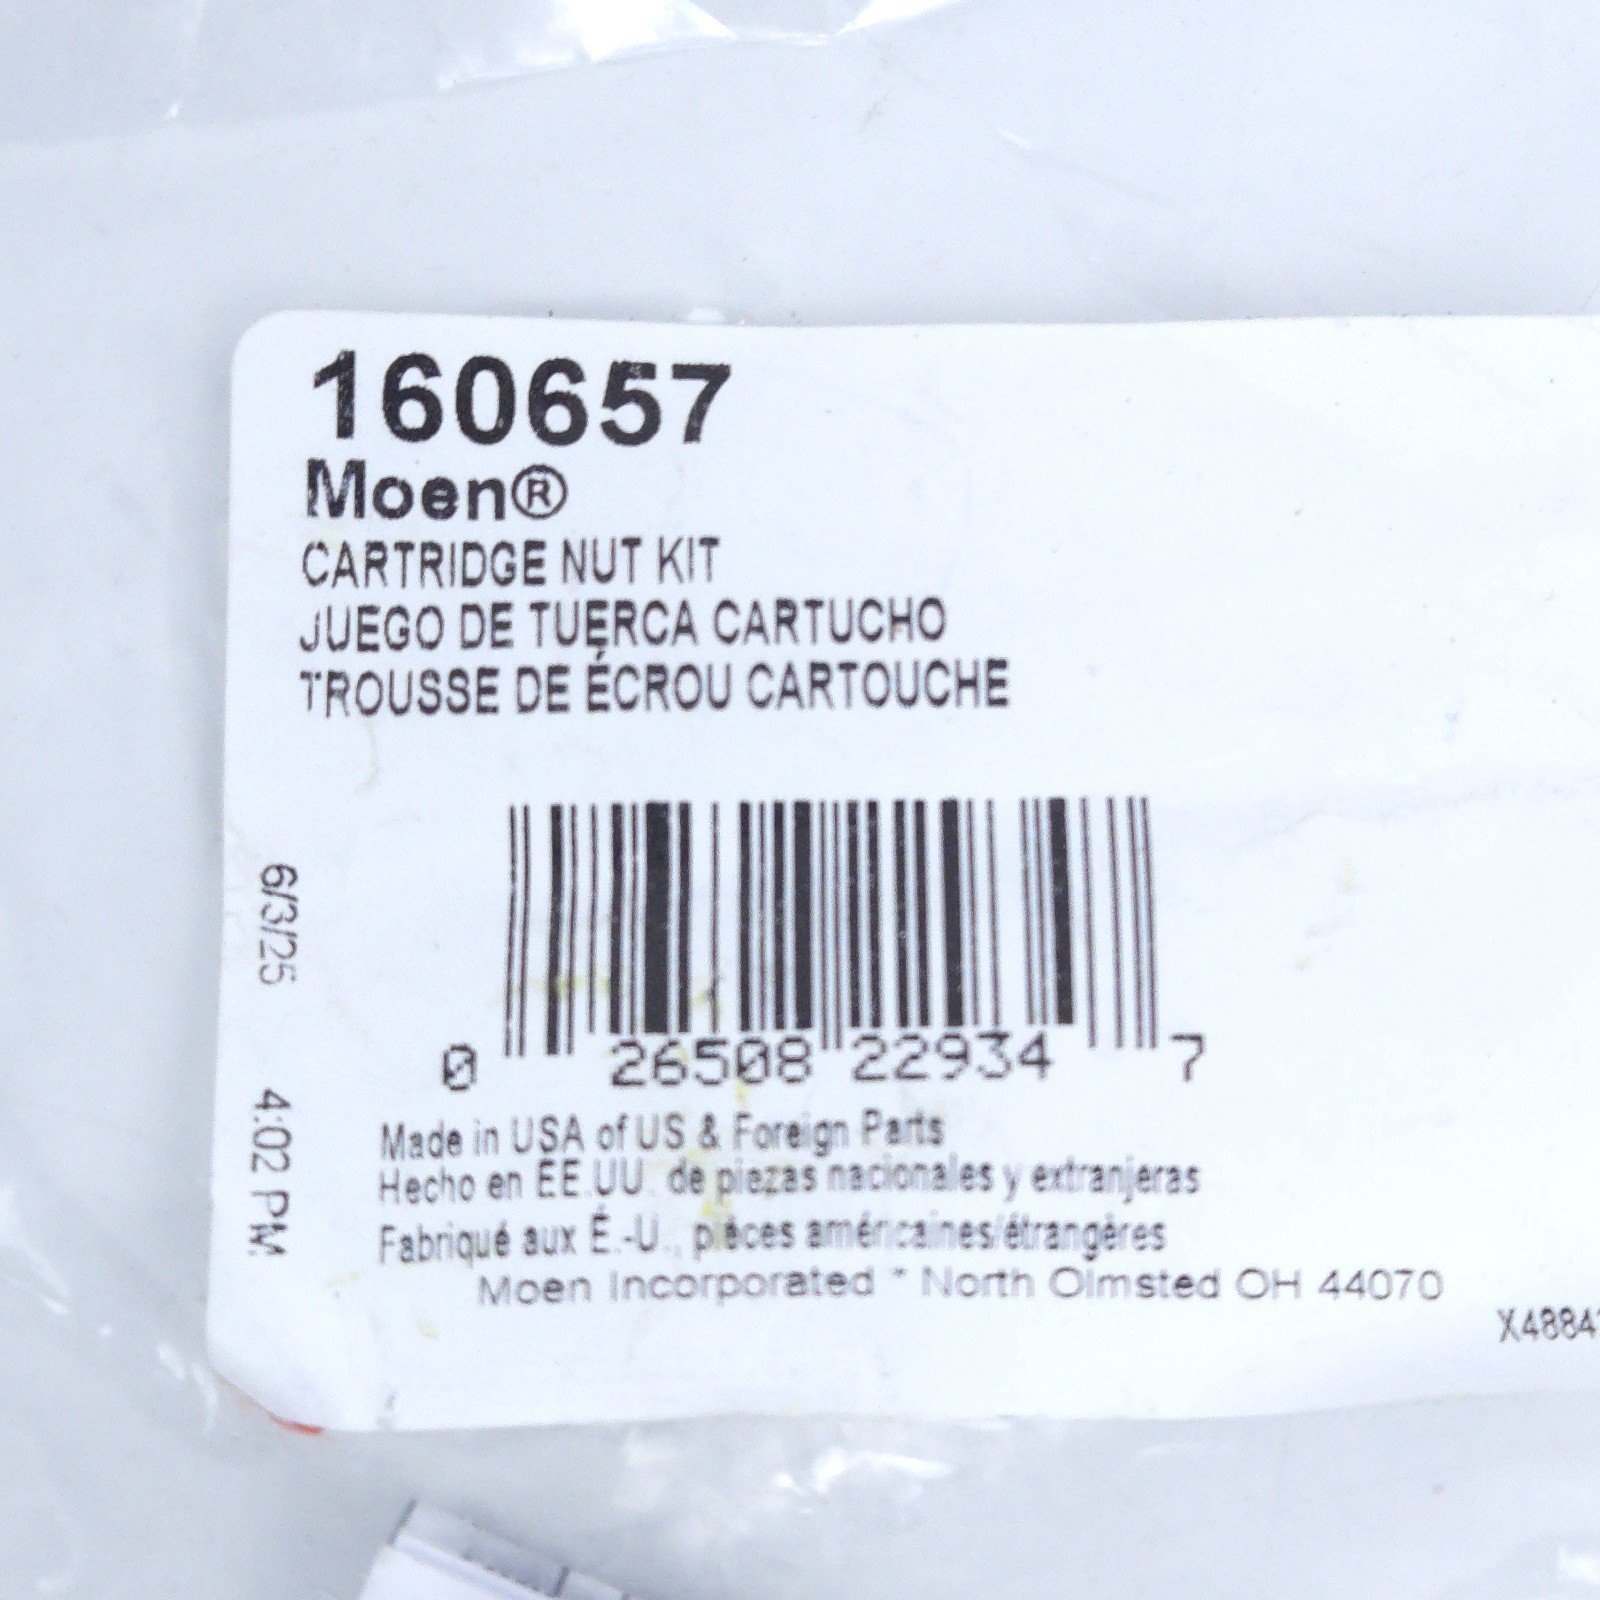 160657
Moen®
CARTRIDGE NUT KIT
JUEGO DE TUERCA CARTUCHO
TROUSSE DE ÉCROU CARTOUCHE
6/3/25 4:02 PM
0 26508 22934 7
Made in USA of US & Foreign Parts
Hecho en EE.UU. de piezas nacionales y extranjeras
Fabriqué aux É.-U., pièces américaines/étrangères
Moen Incorporated * North Olmsted OH 44070